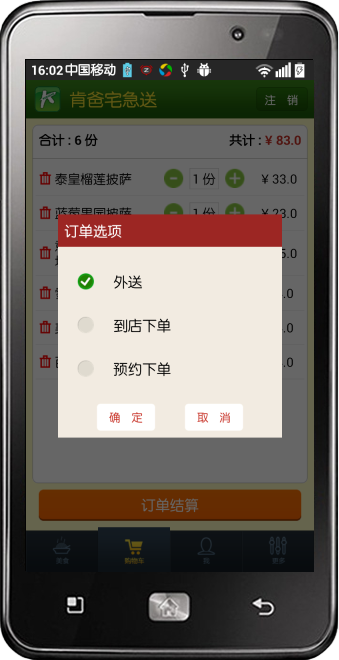 16:02 中国移动
肯爸宅急送
注 销
合计 : 6 份
共计 : ¥ 83.0
泰皇榴莲披萨
1 份
¥ 33.0
蓝莓果园披萨
1 份
¥ 23.0
订单选项
外送
到店下单
预约下单
确 定
取 消
订单结算
购物车